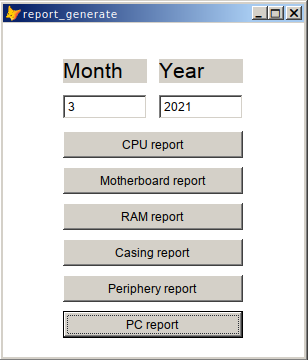 report_generate
Month Year
3 2021
CPU report
Motherboard report
RAM report
Casing report
Periphery report
PC report